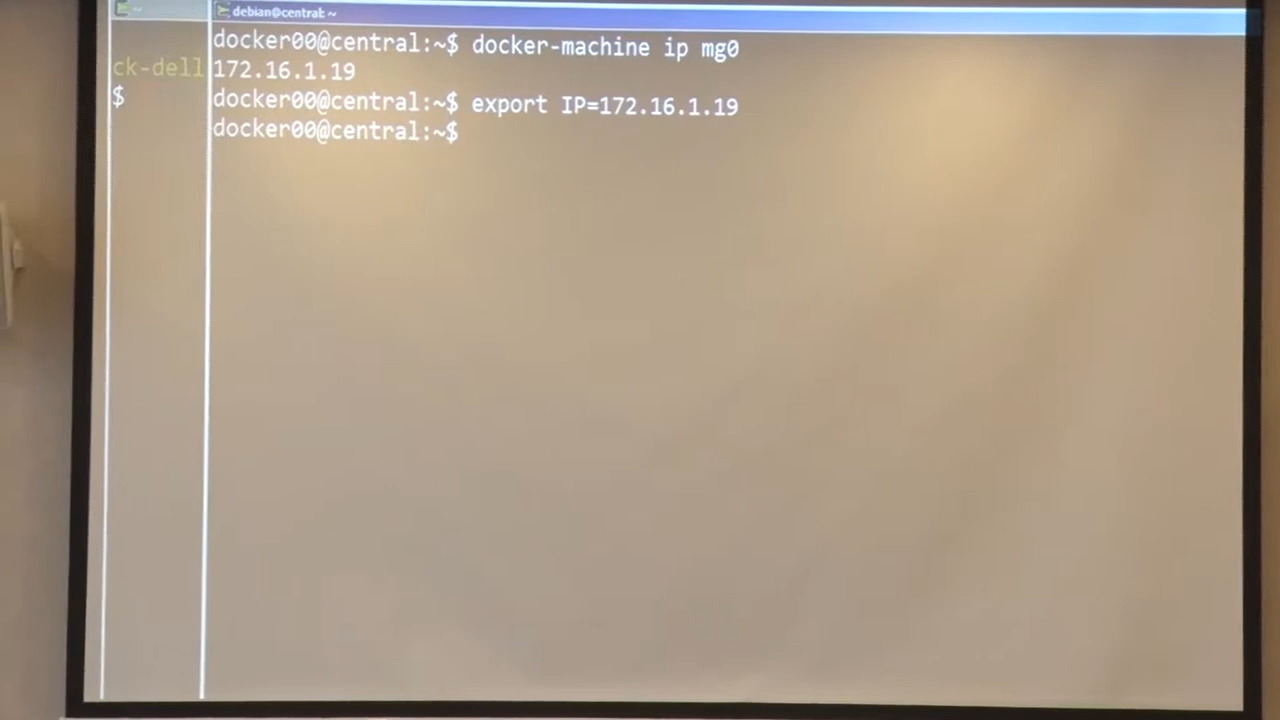 ~
debian@central: ~
docker00@central:~$ docker-machine ip mg0
ck-dell
172.16.1.19
$
docker00@central:~$ export IP=172.16.1.19
docker00@central:~$